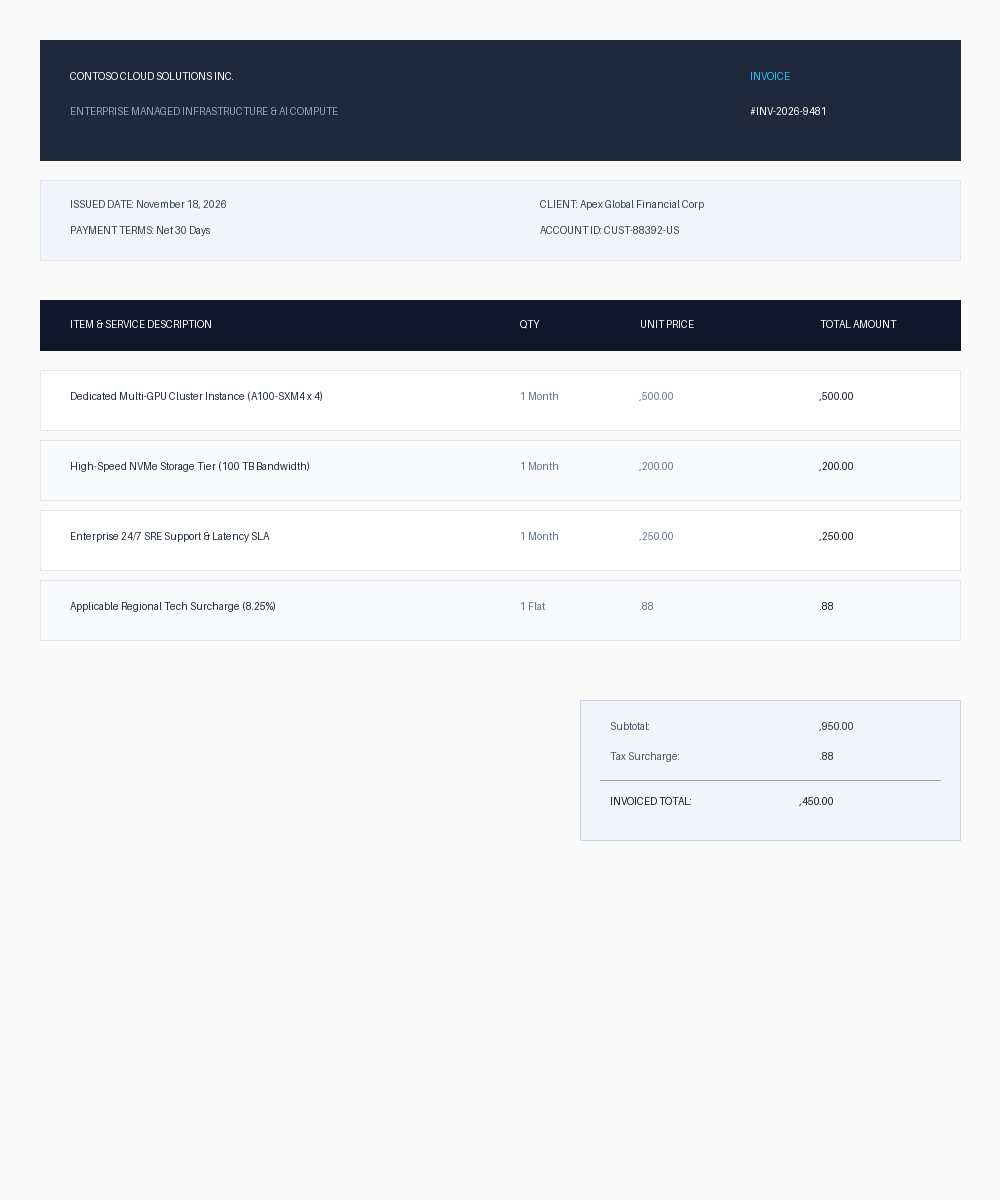 CONTOSO CLOUD SOLUTIONS INC. INVOICE
ENTERPRISE MANAGED INFRASTRUCTURE & AI COMPUTE #INV-2026-9481
ISSUED DATE: November 18, 2026 CLIENT: Apex Global Financial Corp
PAYMENT TERMS: Net 30 Days ACCOUNT ID: CUST-88392-US
ITEM & SERVICE DESCRIPTION QTY UNIT PRICE TOTAL AMOUNT
Dedicated Multi-GPU Cluster Instance (A100-SXM4 x 4) 1 Month ,500.00 ,500.00
High-Speed NVMe Storage Tier (100 TB Bandwidth) 1 Month ,200.00 ,200.00
Enterprise 24/7 SRE Support & Latency SLA 1 Month ,250.00 ,250.00
Applicable Regional Tech Surcharge (8.25%) 1 Flat .88 .88
Subtotal: ,950.00
Tax Surcharge: .88
INVOICED TOTAL: ,450.00